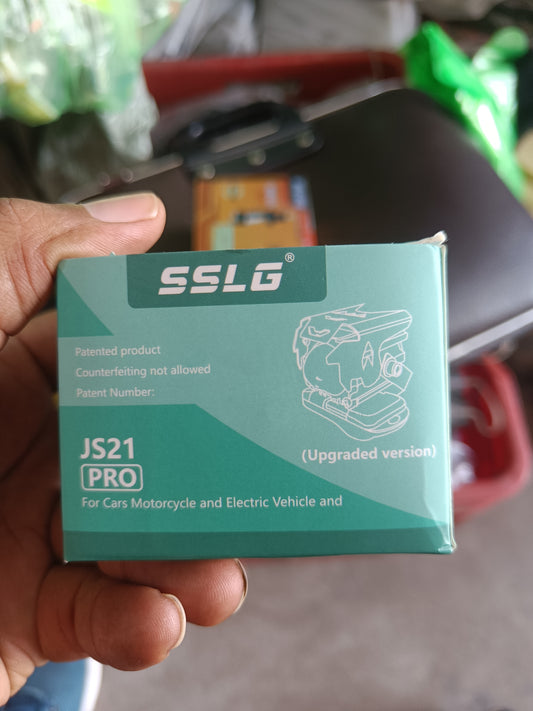 SSLG®
Patented product
Counterfeiting not allowed
Patent Number:
JS21
PRO
(Upgraded version)
For Cars Motorcycle and Electric Vehicle and